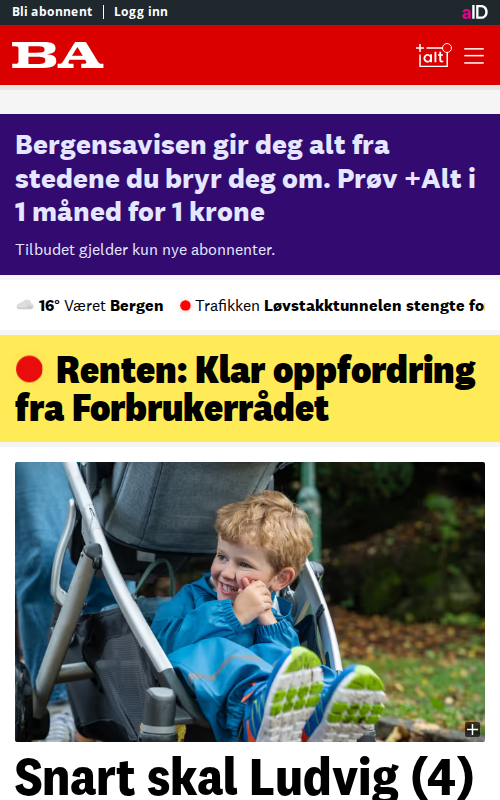 Bli abonnent | Logg inn
aID
BA
+alt
Bergensavisen gir deg alt fra
stedene du bryr deg om. Prøv +Alt i
1 måned for 1 krone
Tilbudet gjelder kun nye abonnenter.
16° Været Bergen Trafikken Løvstakktunnelen stengte
Renten: Klar oppfordring
fra Forbrukerrådet
Snart skal Ludvig (4)